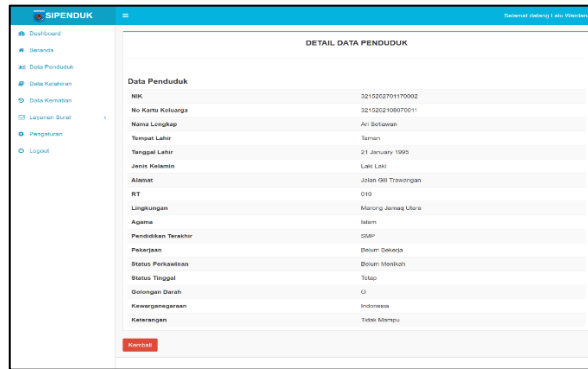 SIPENDUK
Selamat datang Lalu Wardana
Dashboard
Beranda
Data Penduduk
Data Kelahiran
Data Kematian
Layanan Surat
Pengaturan
Logout
DETAIL DATA PENDUDUK
Data Penduduk
NIK
No Kartu Keluarga
Nama Lengkap Ari Setiawan
Tempat Lahir Taman
Tanggal Lahir 21 January 1995
Jenis Kelamin Laki Laki
Alamat Jalan Gili Trawangan
RT 010
Lingkungan Marong Jamaq Utara
Agama Islam
Pendidikan Terakhir SMP
Pekerjaan Belum Bekerja
Status Perkawinan Belum Menikah
Status Tinggal Tetap
Golongan Darah O
Kewarganegaraan Indonesia
Keterangan Tidak Mampu
Kembali